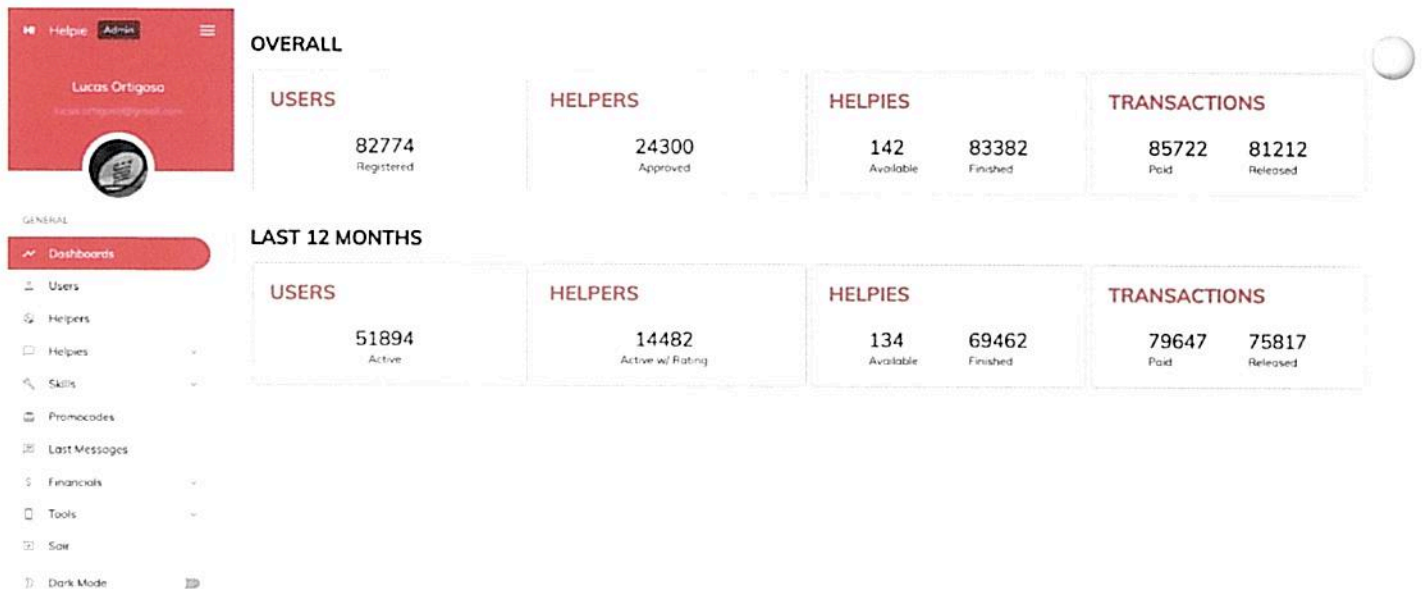 H! Helpie Admin
Lucas Ortigosa
GENERAL
Dashboards
Users
Helpers
Helpies
Skills
Promocodes
Last Messages
Financials
Tools
Sair
Dark Mode
OVERALL
USERS
82774
Registered
HELPERS
24300
Approved
HELPIES
142 83382
Available Finished
TRANSACTIONS
85722 81212
Paid Released
LAST 12 MONTHS
USERS
51894
Active
HELPERS
14482
Active w/ Rating
HELPIES
134 69462
Available Finished
TRANSACTIONS
79647 75817
Paid Released